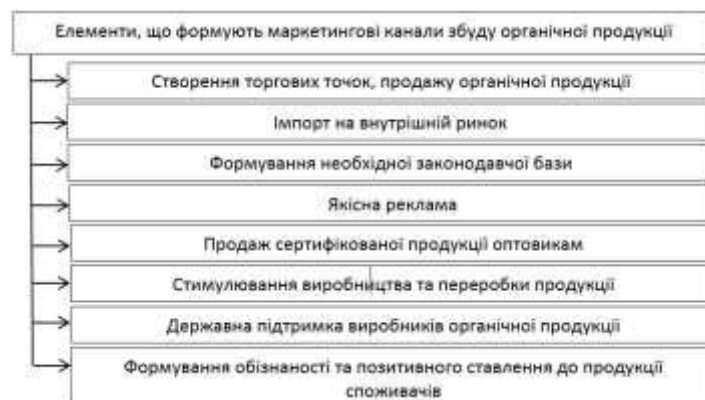 Елементи, що формують маркетингові канали збуду органічної продукції
Створення торгових точок, продажу органічної продукції
Імпорт на внутрішній ринок
Формування необхідної законодавчої бази
Якісна реклама
Продаж сертифікованої продукції оптовикам
Стимулювання виробництва та переробки продукції
Державна підтримка виробників органічної продукції
Формування обізнаності та позитивного ставлення до продукції
споживачів